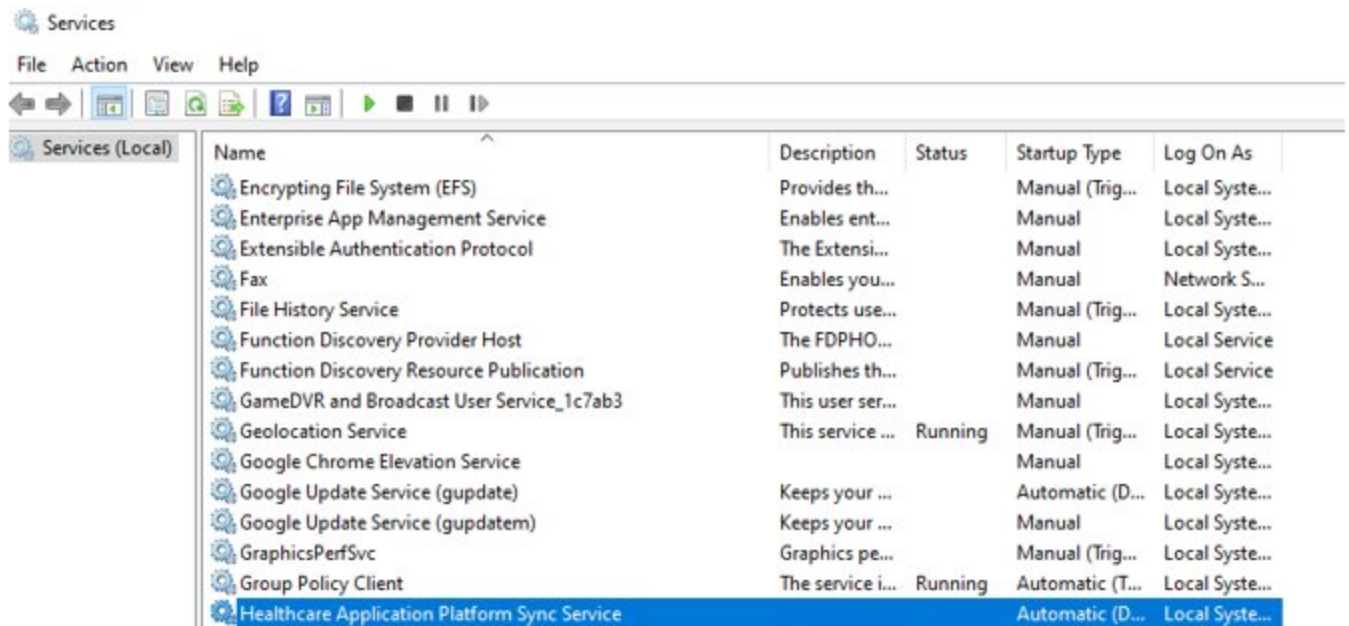 Services
File Action View Help
Services (Local)
Name Description Status Startup Type Log On As
Encrypting File System (EFS) Provides th... Manual (Trig... Local Syste...
Enterprise App Management Service Enables ent... Manual Local Syste...
Extensible Authentication Protocol The Extensi... Manual Local Syste...
Fax Enables you... Manual Network S...
File History Service Protects use... Manual (Trig... Local Syste...
Function Discovery Provider Host The FDPHO... Manual Local Service
Function Discovery Resource Publication Publishes th... Manual (Trig... Local Service
GameDVR and Broadcast User Service_1c7ab3 This user ser... Manual Local Syste...
Geolocation Service This service ... Running Manual (Trig... Local Syste...
Google Chrome Elevation Service Manual Local Syste...
Google Update Service (gupdate) Keeps your ... Automatic (D... Local Syste...
Google Update Service (gupdatem) Keeps your ... Manual Local Syste...
GraphicsPerfSvc Graphics pe... Manual (Trig... Local Syste...
Group Policy Client The service i... Running Automatic (T... Local Syste...
Healthcare Application Platform Sync Service Automatic (D... Local Syste...